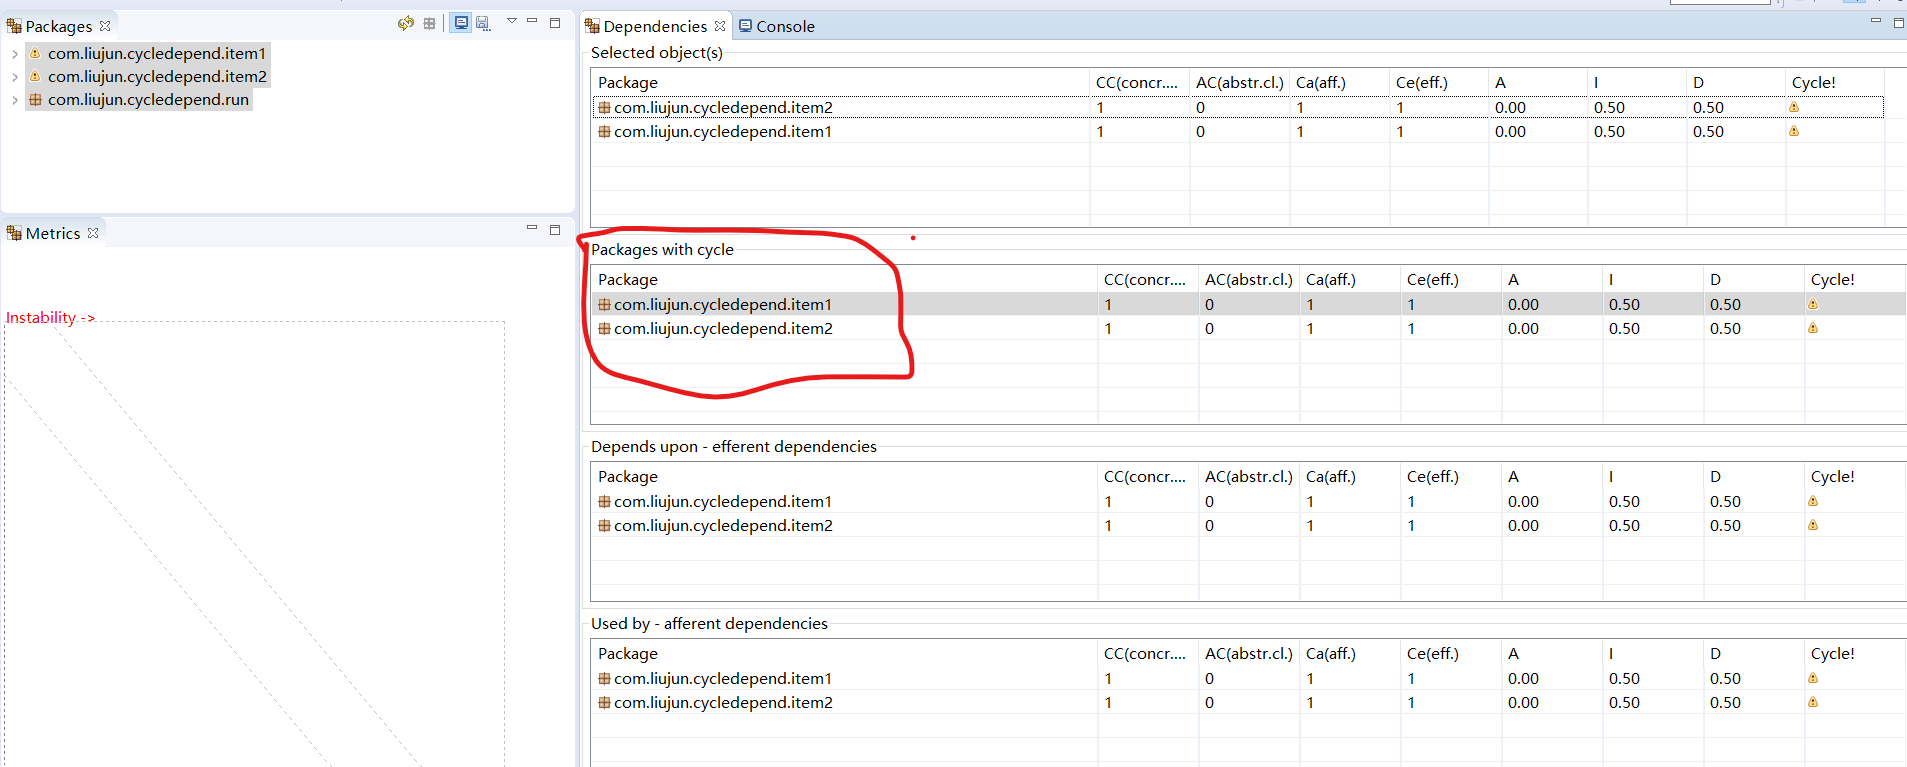 Packages
com.liujun.cycledepend.item1
com.liujun.cycledepend.item2
com.liujun.cycledepend.run
Metrics
Instability ->
Dependencies Console
Selected object(s)
Package CC(concr.... AC(abstr.cl.) Ca(aff.) Ce(eff.) A I D Cycle!
com.liujun.cycledepend.item2 1 0 1 1 0.00 0.50 0.50
com.liujun.cycledepend.item1 1 0 1 1 0.00 0.50 0.50
Packages with cycle
Package CC(concr.... AC(abstr.cl.) Ca(aff.) Ce(eff.) A I D Cycle!
com.liujun.cycledepend.item1 1 0 1 1 0.00 0.50 0.50
com.liujun.cycledepend.item2 1 0 1 1 0.00 0.50 0.50
Depends upon - efferent dependencies
Package CC(concr.... AC(abstr.cl.) Ca(aff.) Ce(eff.) A I D Cycle!
com.liujun.cycledepend.item1 1 0 1 1 0.00 0.50 0.50
com.liujun.cycledepend.item2 1 0 1 1 0.00 0.50 0.50
Used by - afferent dependencies
Package CC(concr.... AC(abstr.cl.) Ca(aff.) Ce(eff.) A I D Cycle!
com.liujun.cycledepend.item1 1 0 1 1 0.00 0.50 0.50
com.liujun.cycledepend.item2 1 0 1 1 0.00 0.50 0.50